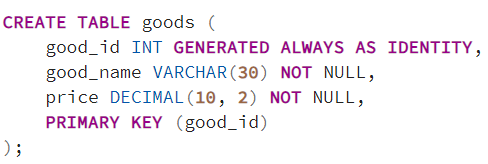 CREATE TABLE goods (
    good_id INT GENERATED ALWAYS AS IDENTITY,
    good_name VARCHAR(30) NOT NULL,
    price DECIMAL(10, 2) NOT NULL,
    PRIMARY KEY (good_id)
);